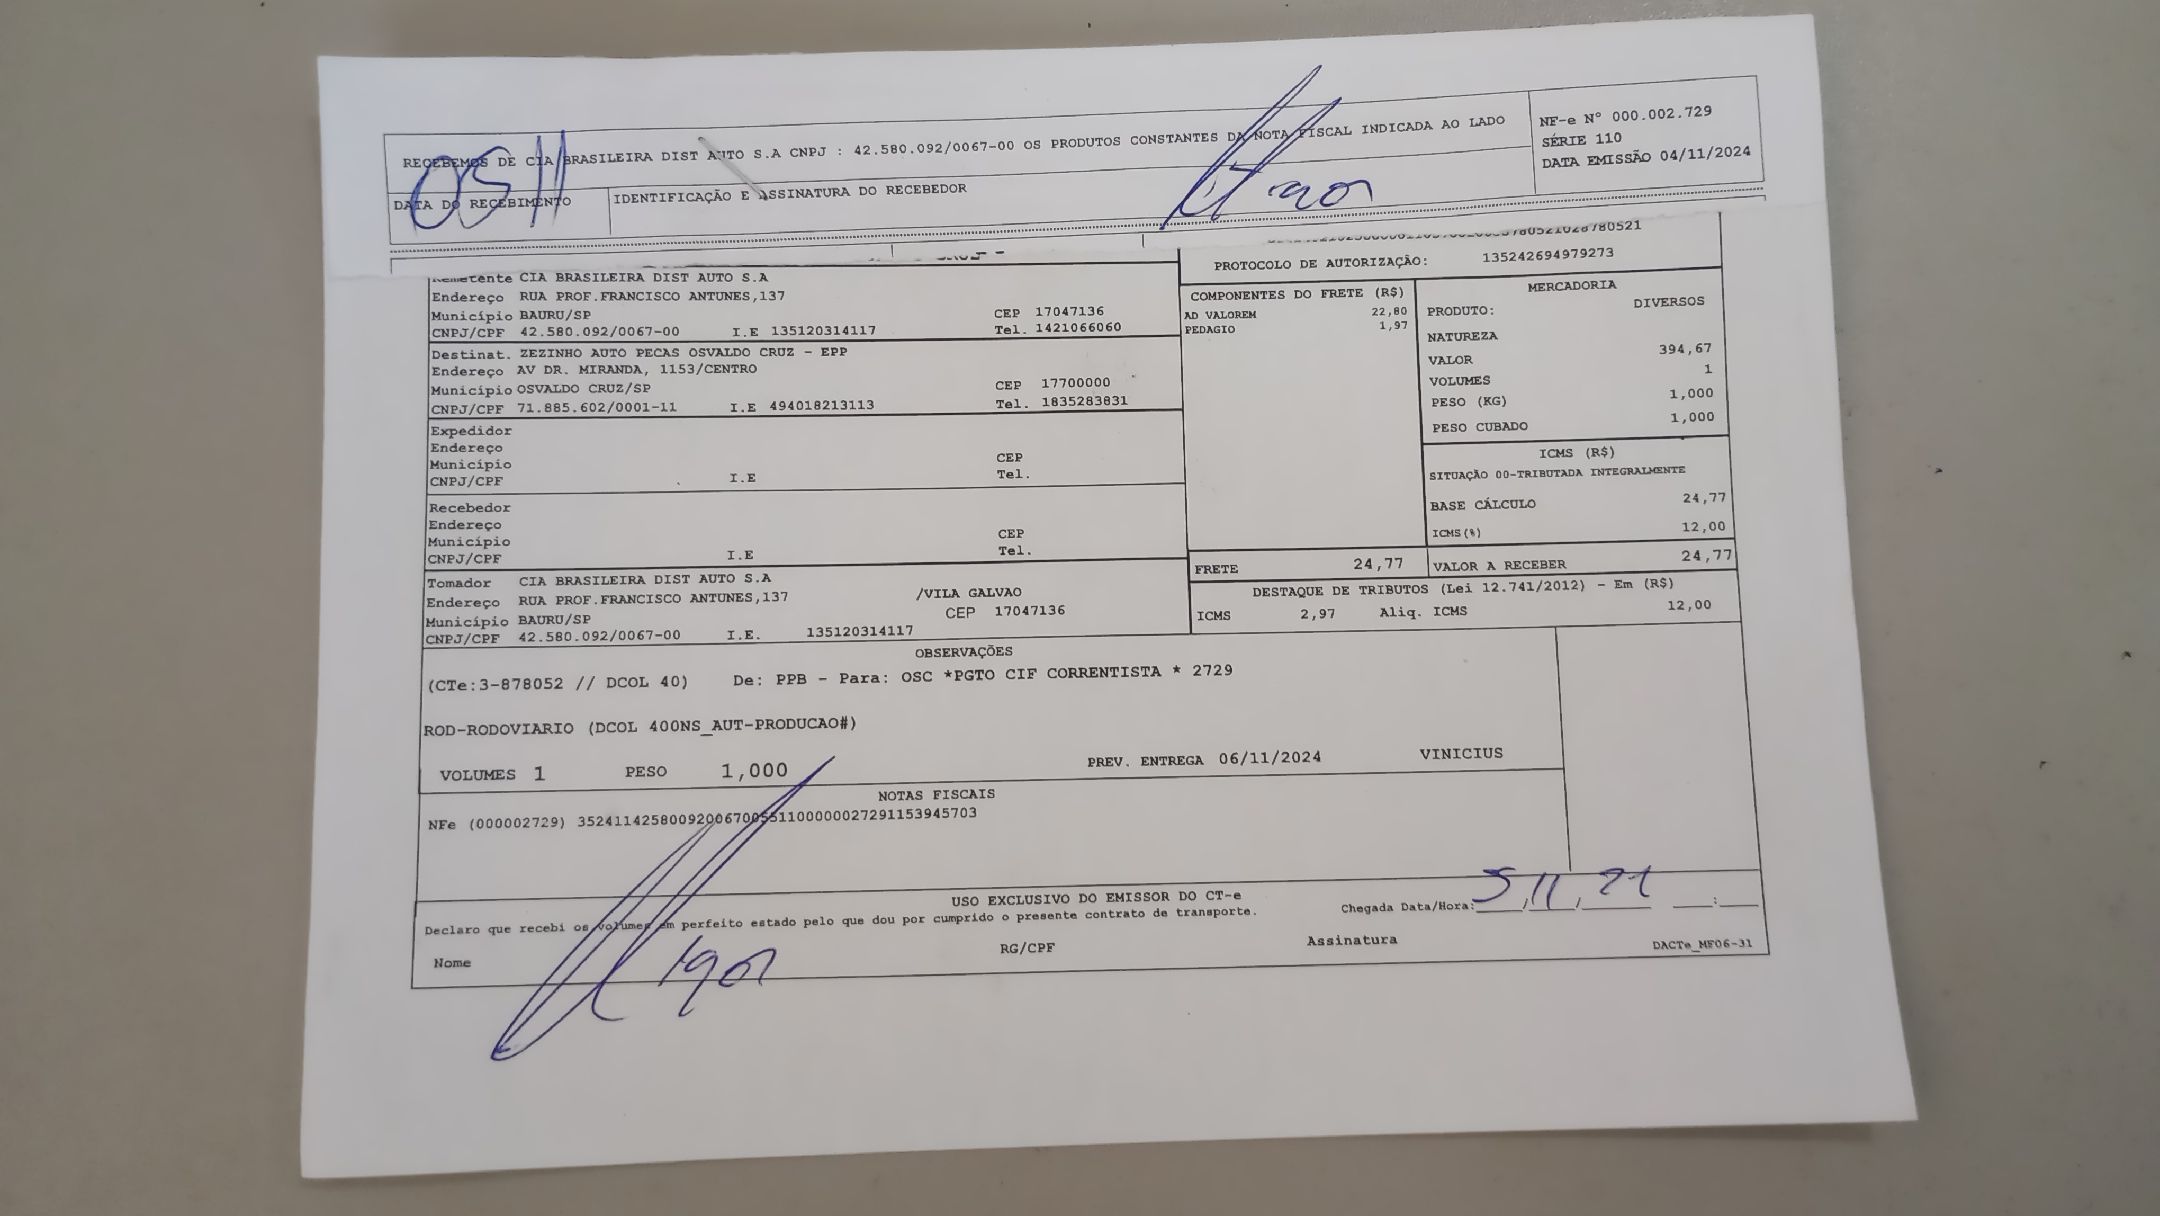 RECEBEMOS DE CIA BRASILEIRA DIST AUTO S.A CNPJ : 42.580.092/0067-00 OS PRODUTOS CONSTANTES DA NOTA FISCAL INDICADA AO LADO
NF-e Nº 000.002.729
SÉRIE 110
DATA EMISSÃO 04/11/2024
DATA DO RECEBIMENTO
05 11
IDENTIFICAÇÃO E ASSINATURA DO RECEBEDOR
Igor
PROTOCOLO DE AUTORIZAÇÃO: 135242694979273
Remetente CIA BRASILEIRA DIST AUTO S.A
Endereço RUA PROF.FRANCISCO ANTUNES,137
Município BAURU/SP CEP 17047136
CNPJ/CPF 42.580.092/0067-00 I.E 135120314117 Tel. 1421066060
Destinat. ZEZINHO AUTO PECAS OSVALDO CRUZ - EPP
Endereço AV DR. MIRANDA, 1153/CENTRO
Município OSVALDO CRUZ/SP CEP 17700000
CNPJ/CPF 71.885.602/0001-11 I.E 494018213113 Tel. 1835283831
Expedidor
Endereço
Município CEP
CNPJ/CPF I.E Tel.
Recebedor
Endereço
Município CEP
CNPJ/CPF I.E Tel.
Tomador CIA BRASILEIRA DIST AUTO S.A
Endereço RUA PROF.FRANCISCO ANTUNES,137 /VILA GALVAO
Município BAURU/SP CEP 17047136
CNPJ/CPF 42.580.092/0067-00 I.E. 135120314117
COMPONENTES DO FRETE (R$)
AD VALOREM 22,80
PEDAGIO 1,97
FRETE 24,77
MERCADORIA
PRODUTO: DIVERSOS
NATUREZA
VALOR 394,67
VOLUMES 1
PESO (KG) 1,000
PESO CUBADO 1,000
ICMS (R$)
SITUAÇÃO 00-TRIBUTADA INTEGRALMENTE
BASE CÁLCULO 24,77
ICMS(%) 12,00
VALOR A RECEBER 24,77
DESTAQUE DE TRIBUTOS (Lei 12.741/2012) - Em (R$)
ICMS 2,97 Aliq. ICMS 12,00
OBSERVAÇÕES
(CTe:3-878052 // DCOL 40) De: PPB - Para: OSC *PGTO CIF CORRENTISTA * 2729
ROD-RODOVIARIO (DCOL 400NS_AUT-PRODUCAO#)
VOLUMES 1 PESO 1,000 PREV. ENTREGA 06/11/2024 VINICIUS
NOTAS FISCAIS
NFe (000002729) 35241142580092006700551100000027291153945703
USO EXCLUSIVO DO EMISSOR DO CT-e
Declaro que recebi os volumes em perfeito estado pelo que dou por cumprido o presente contrato de transporte.
Chegada Data/Hora: 5/11/21 __:__
Nome Igor RG/CPF Assinatura DACTe_MF06-31